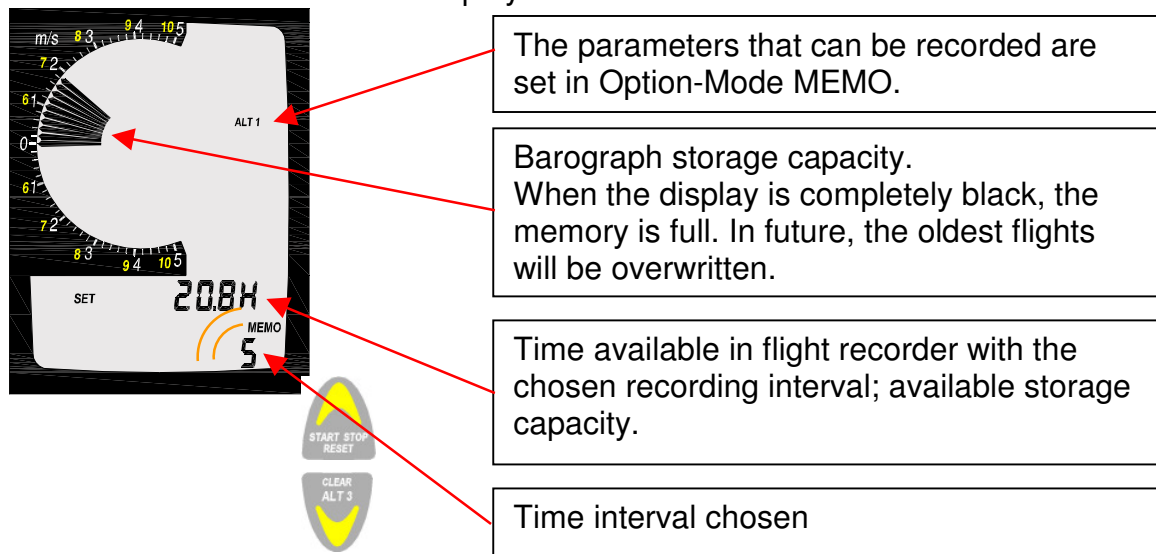 m/s
8 3
9 4
10 5
7 2
6 1
0
6 1
7 2
8 3
9 4
10 5
ALT 1
SET
20.8H
MEMO
5
START STOP
RESET
CLEAR
ALT 3
The parameters that can be recorded are
set in Option-Mode MEMO.
Barograph storage capacity.
When the display is completely black, the
memory is full. In future, the oldest flights
will be overwritten.
Time available in flight recorder with the
chosen recording interval; available storage
capacity.
Time interval chosen